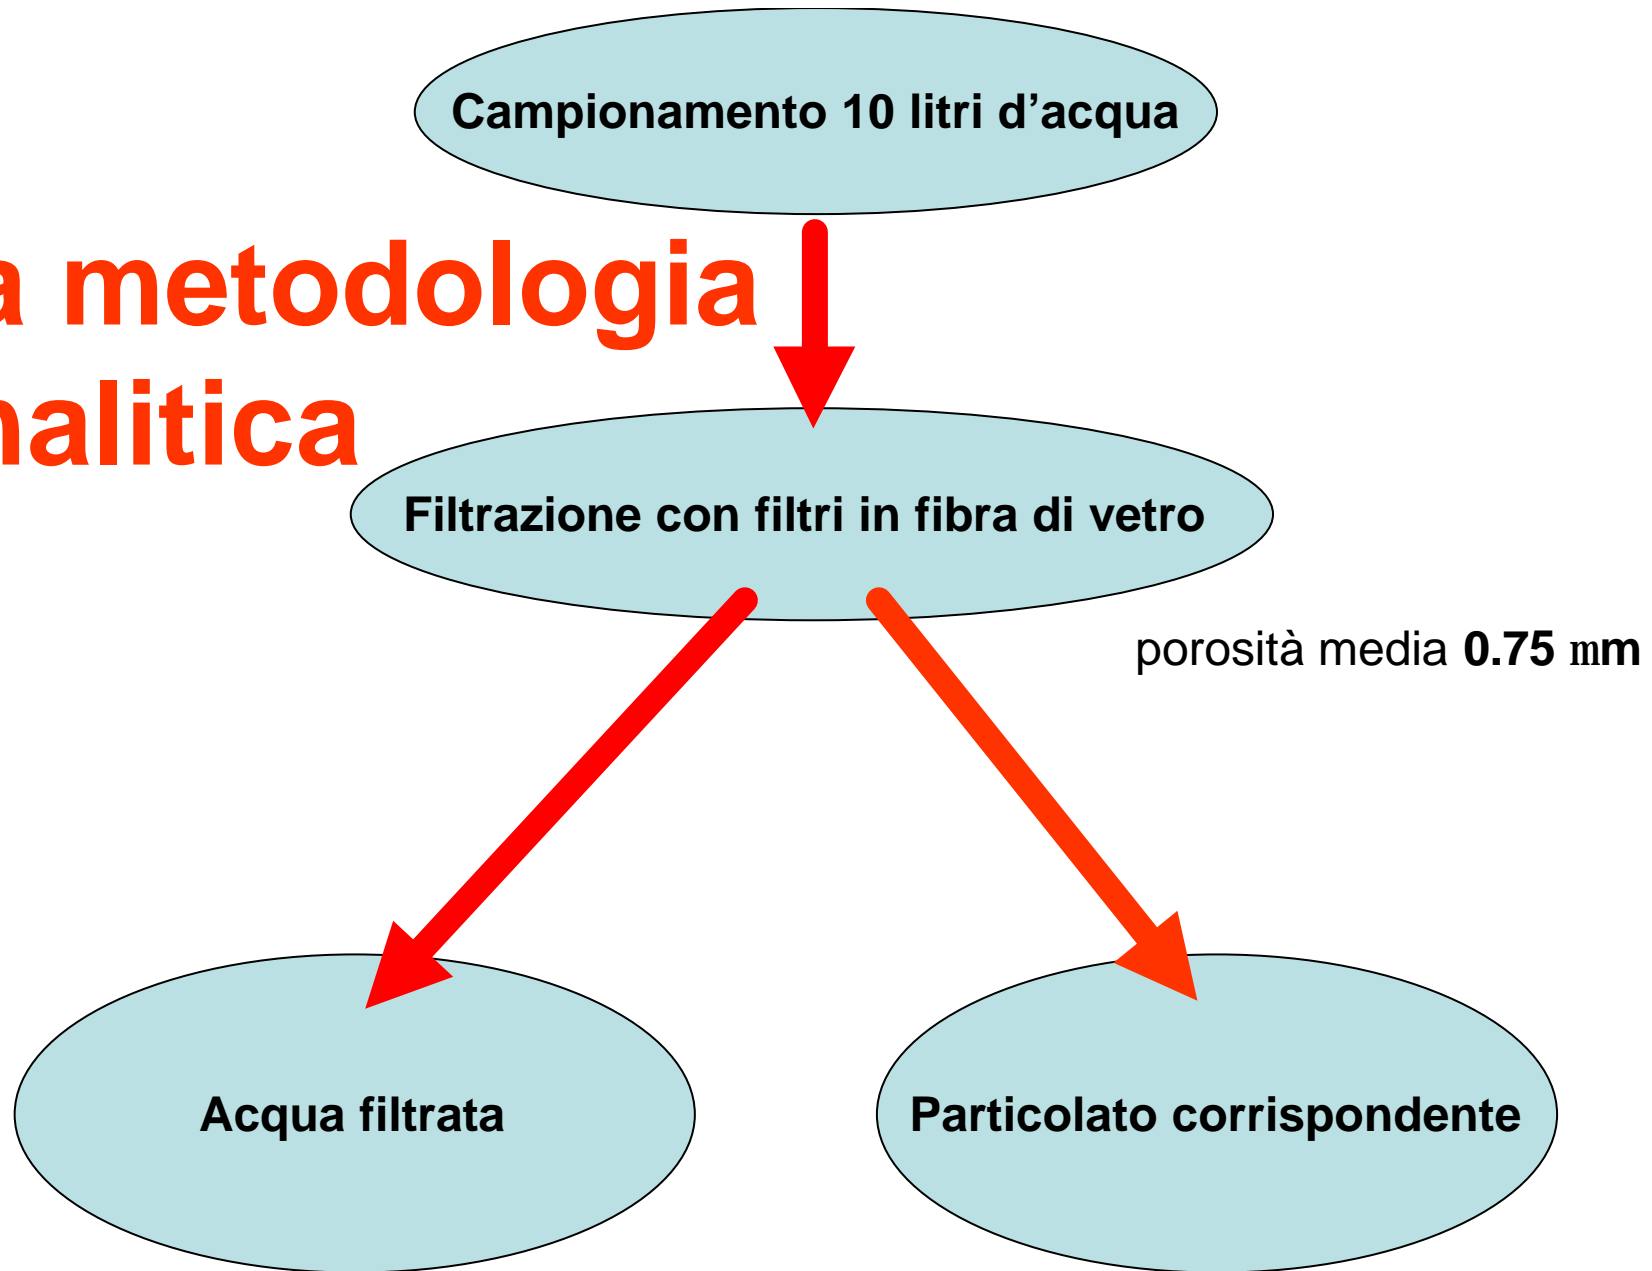 Campionamento 10 litri d’acqua
a metodologia
nalitica
Filtrazione con filtri in fibra di vetro
porosità media 0.75 mm
Acqua filtrata
Particolato corrispondente